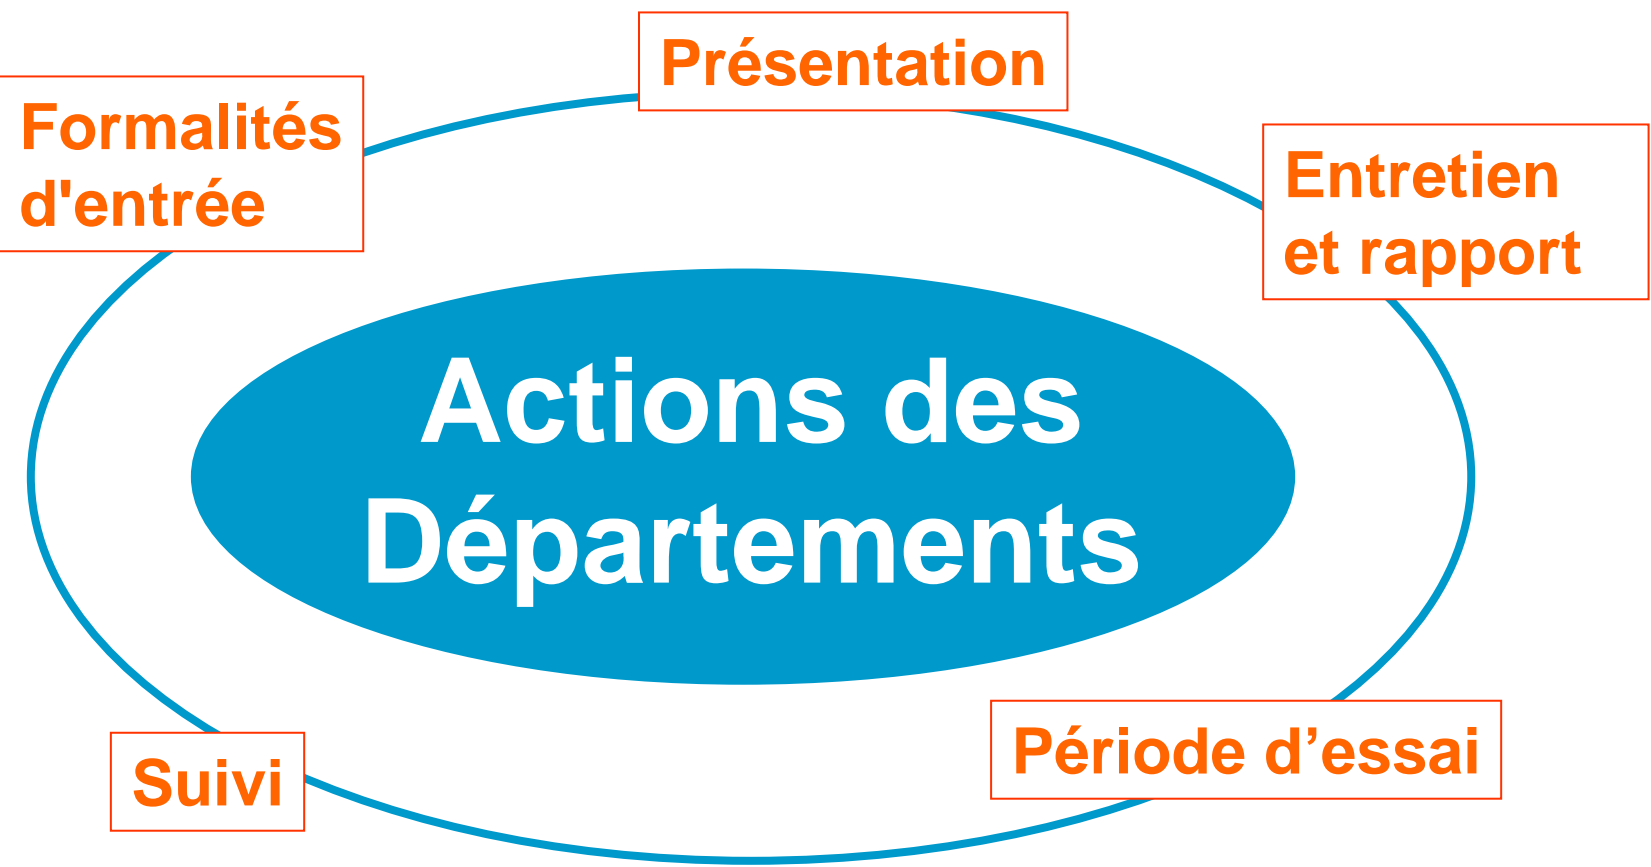 Présentation
Formalités
d'entrée
Entretien
et rapport
Actions des
Départements
Période d’essai
Suivi